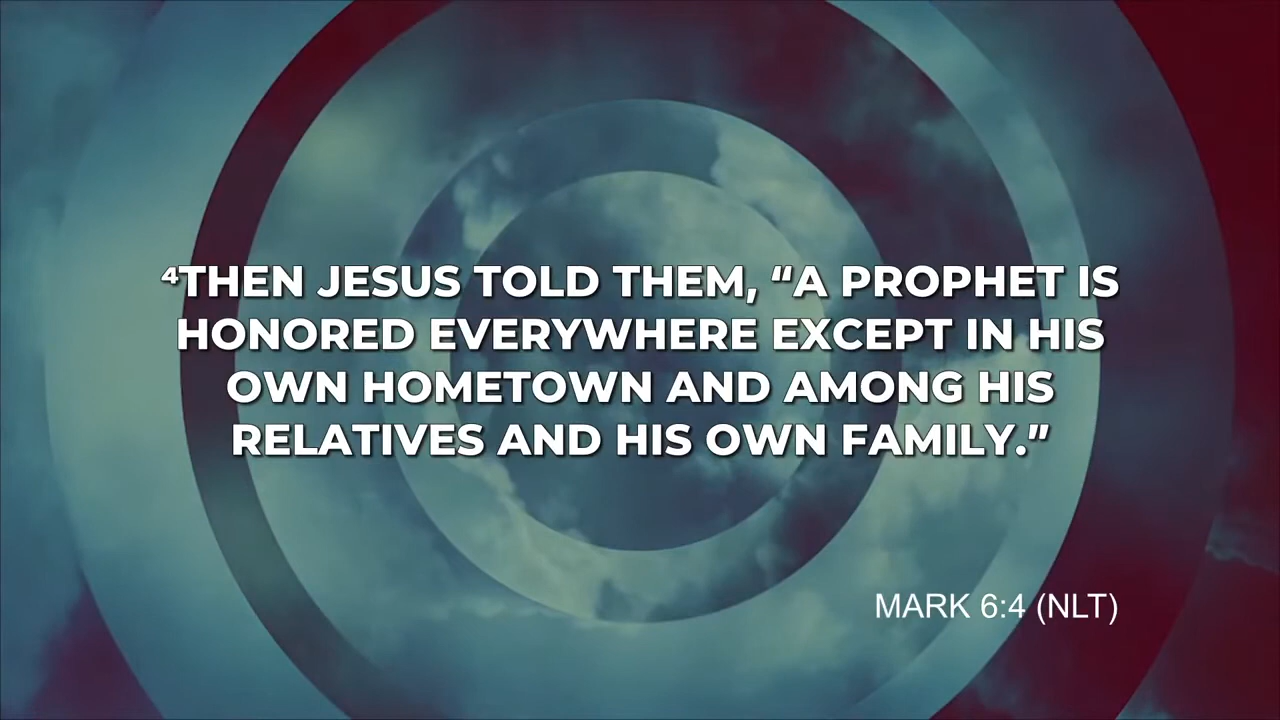 ⁴THEN JESUS TOLD THEM, “A PROPHET IS
HONORED EVERYWHERE EXCEPT IN HIS
OWN HOMETOWN AND AMONG HIS
RELATIVES AND HIS OWN FAMILY.”
MARK 6:4 (NLT)